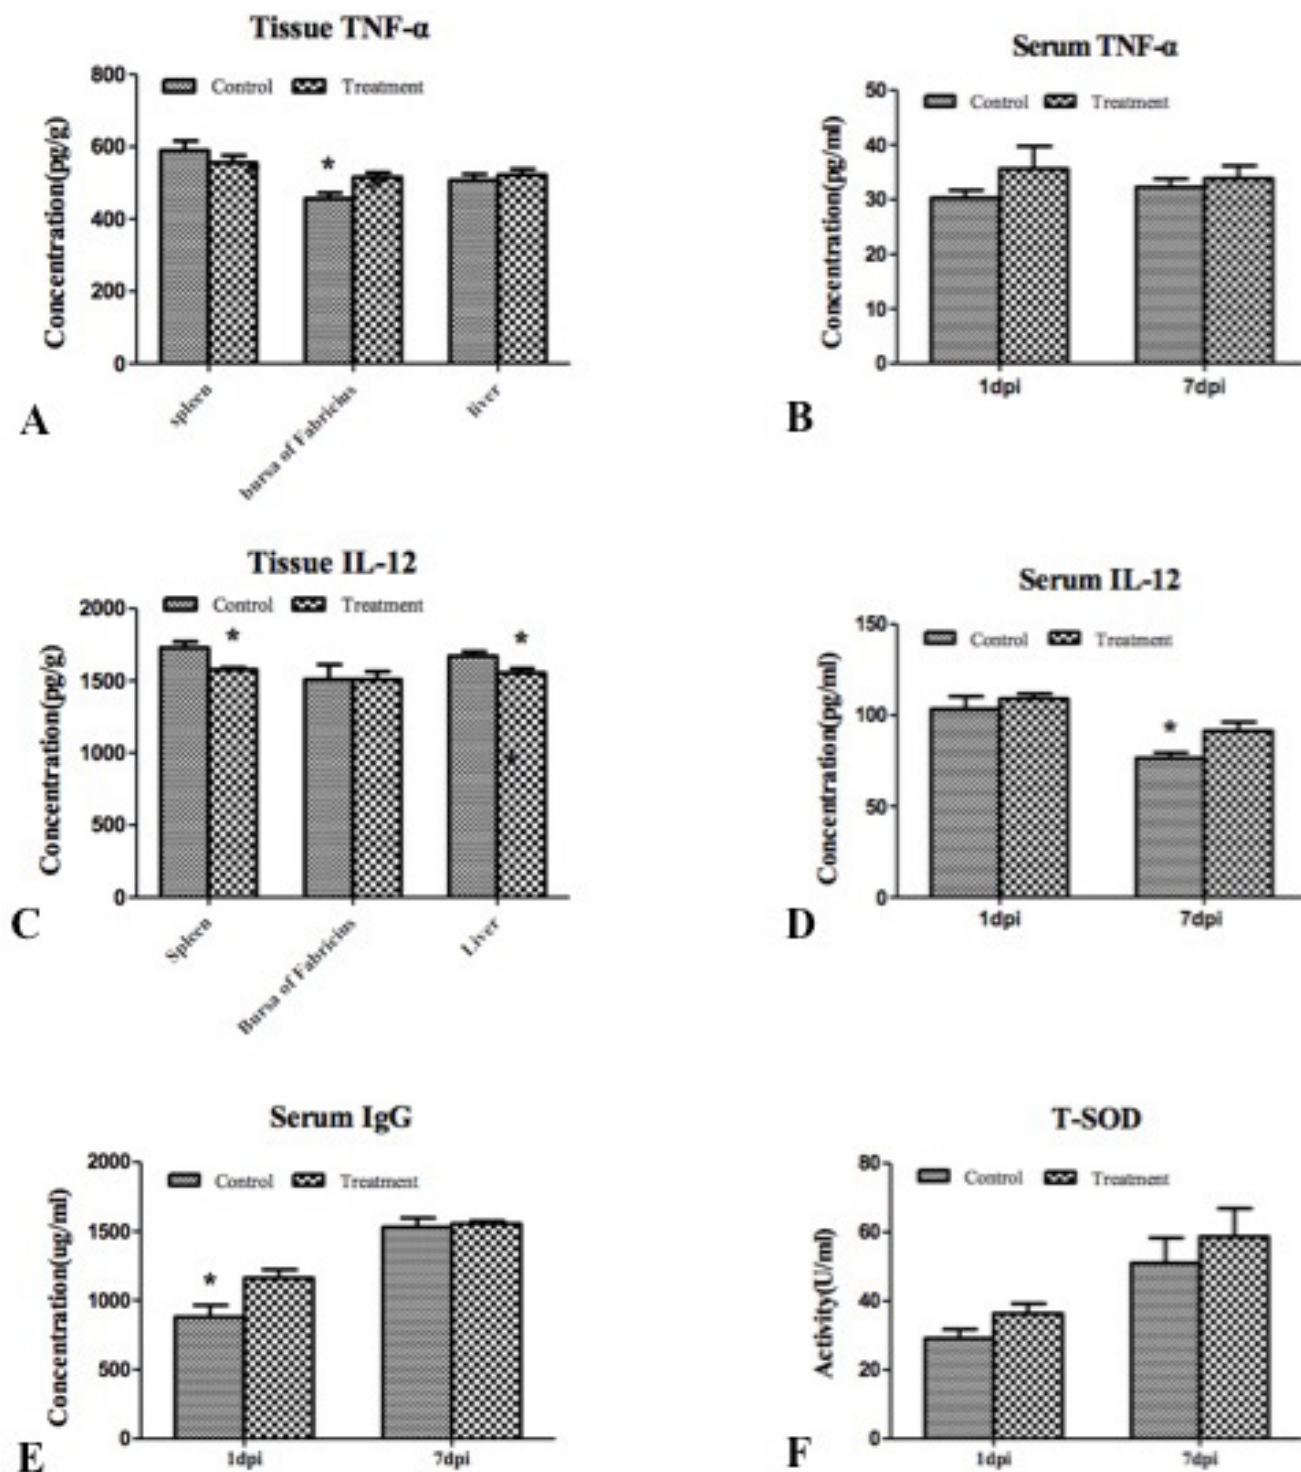 Tissue TNF-α
Control Treatment
Concentration(pg/g)
800
600
400
200
0
*
spleen
bursa of Fabricius
liver
A
Serum TNF-α
Control Treatment
Concentration(pg/ml)
50
40
30
20
10
0
1dpi 7dpi
B
Tissue IL-12
Control Treatment
Concentration(pg/g)
2000
1500
1000
500
0
* *
Spleen
Bursa of Fabricius
Liver
C
Serum IL-12
Control Treatment
Concentration(pg/ml)
150
100
50
0
*
1dpi 7dpi
D
Serum IgG
Control Treatment
Concentration(ug/ml)
2000
1500
1000
500
0
*
1dpi 7dpi
E
T-SOD
Control Treatment
Activity(U/ml)
80
60
40
20
0
1dpi 7dpi
F